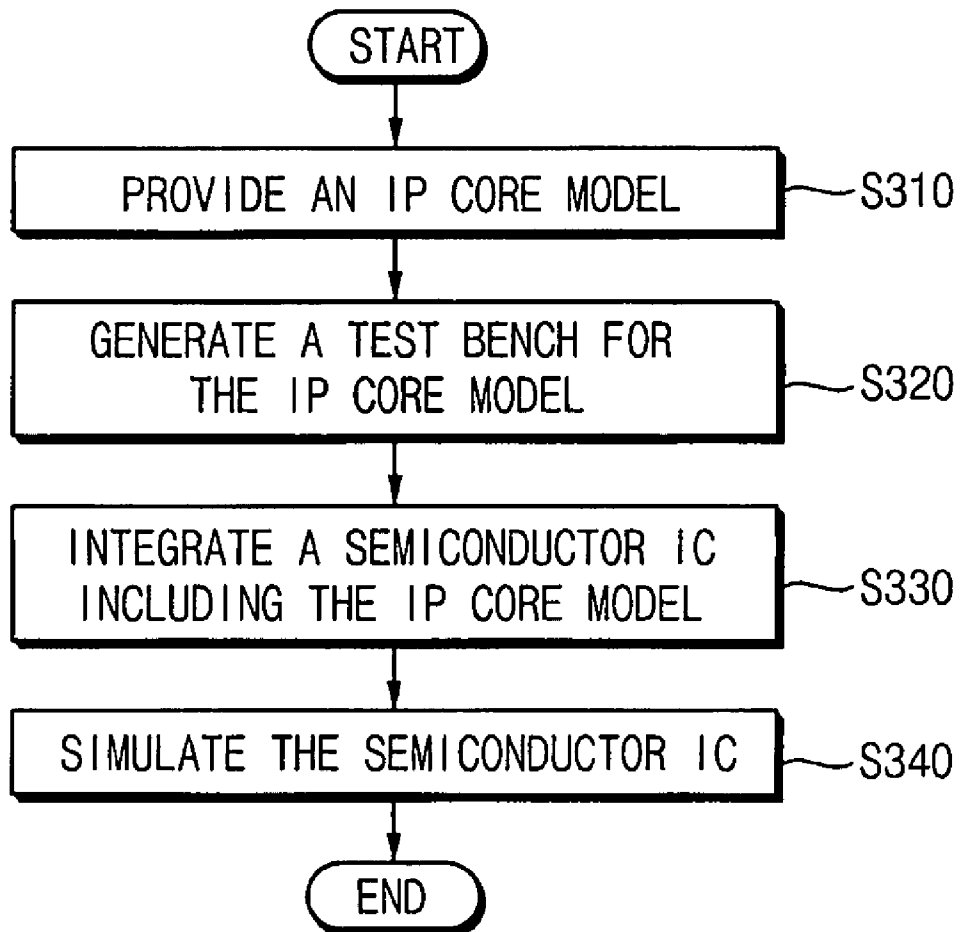 START
PROVIDE AN IP CORE MODEL
S310
GENERATE A TEST BENCH FOR
THE IP CORE MODEL
S320
INTEGRATE A SEMICONDUCTOR IC
INCLUDING THE IP CORE MODEL
S330
SIMULATE THE SEMICONDUCTOR IC
S340
END